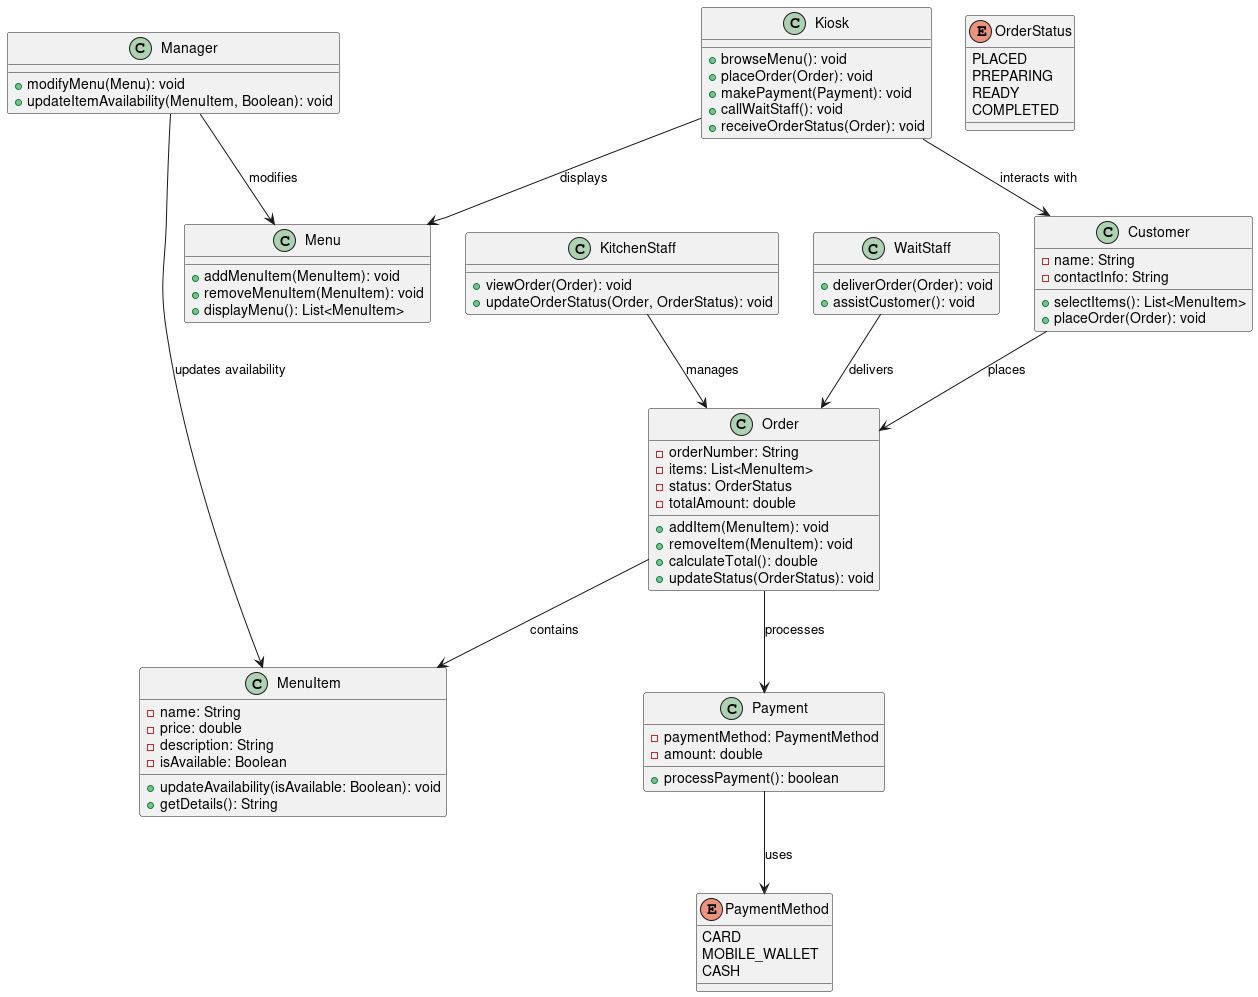 C Manager
modifyMenu(Menu): void
updateItemAvailability(MenuItem, Boolean): void
C Kiosk
browseMenu(): void
placeOrder(Order): void
makePayment(Payment): void
callWaitStaff(): void
receiveOrderStatus(Order): void
E OrderStatus
PLACED
PREPARING
READY
COMPLETED
modifies
displays
interacts with
C Menu
addMenuItem(MenuItem): void
removeMenuItem(MenuItem): void
displayMenu(): List<MenuItem>
C KitchenStaff
viewOrder(Order): void
updateOrderStatus(Order, OrderStatus): void
C WaitStaff
deliverOrder(Order): void
assistCustomer(): void
C Customer
name: String
contactInfo: String
selectItems(): List<MenuItem>
placeOrder(Order): void
updates availability
manages
delivers
places
C Order
orderNumber: String
items: List<MenuItem>
status: OrderStatus
totalAmount: double
addItem(MenuItem): void
removeItem(MenuItem): void
calculateTotal(): double
updateStatus(OrderStatus): void
contains
processes
C MenuItem
name: String
price: double
description: String
isAvailable: Boolean
updateAvailability(isAvailable: Boolean): void
getDetails(): String
C Payment
paymentMethod: PaymentMethod
amount: double
processPayment(): boolean
uses
E PaymentMethod
CARD
MOBILE_WALLET
CASH